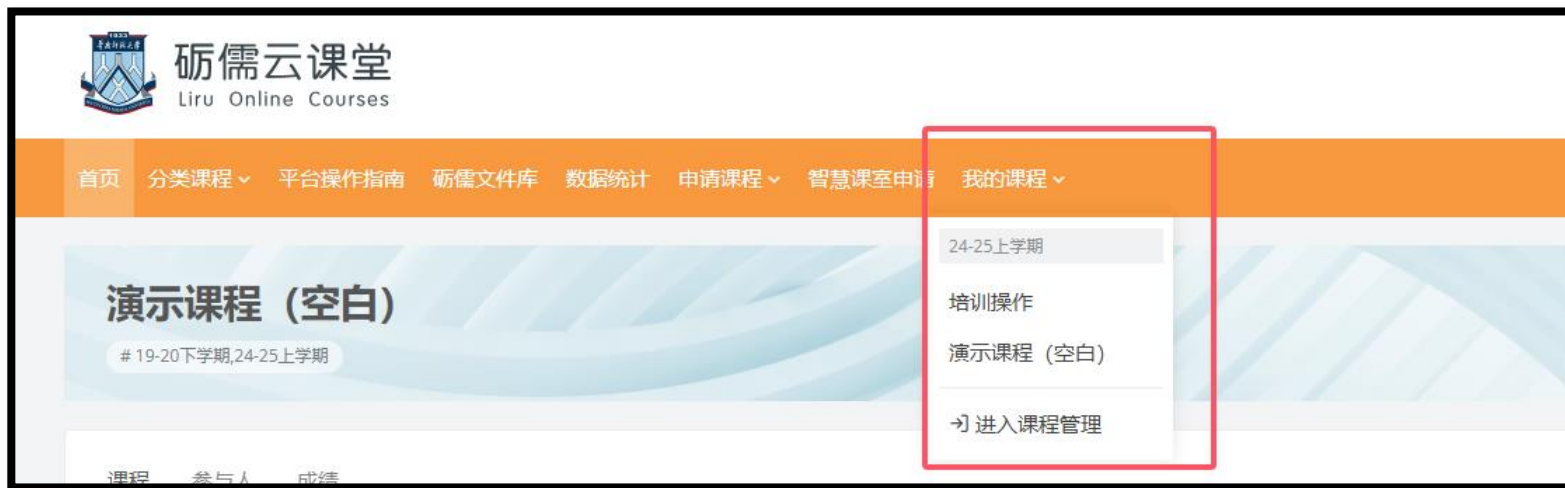 1933
砺儒云课堂
Liru Online Courses
首页 分类课程 平台操作指南 砺儒文件库 数据统计 申请课程 智慧课室申请 我的课程
24-25上学期
培训操作
演示课程（空白）
进入课程管理
演示课程（空白）
# 19-20下学期,24-25上学期
课程 参与人 成绩